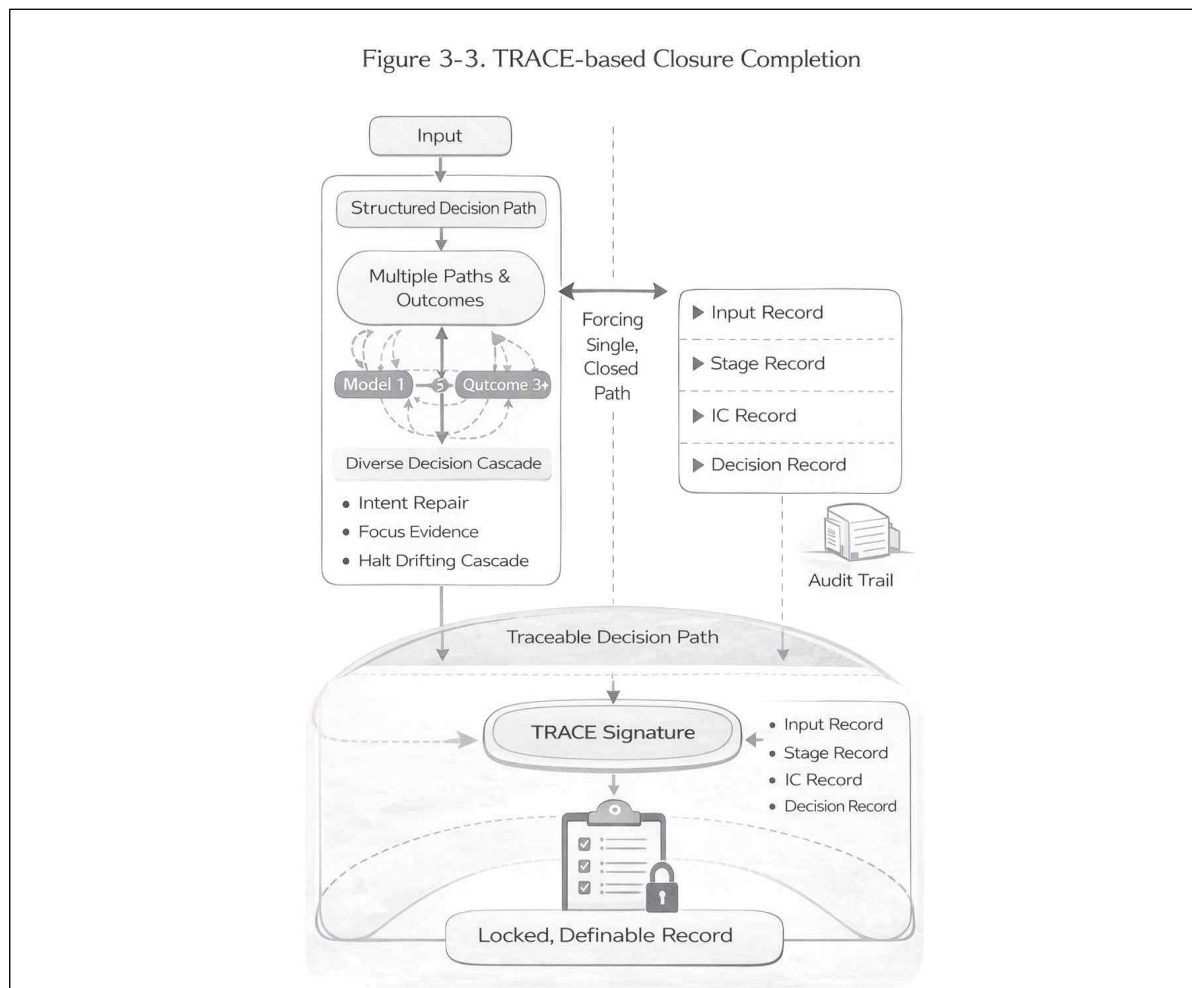 Figure 3-3. TRACE-based Closure Completion
Input
Structured Decision Path
Multiple Paths &
Outcomes
Model 1
5
Qutcome 3+
Diverse Decision Cascade
• Intent Repair
• Focus Evidence
• Halt Drifting Cascade
Forcing
Single,
Closed
Path
▶ Input Record
▶ Stage Record
▶ IC Record
▶ Decision Record
Audit Trail
Traceable Decision Path
TRACE Signature
• Input Record
• Stage Record
• IC Record
• Decision Record
Locked, Definable Record